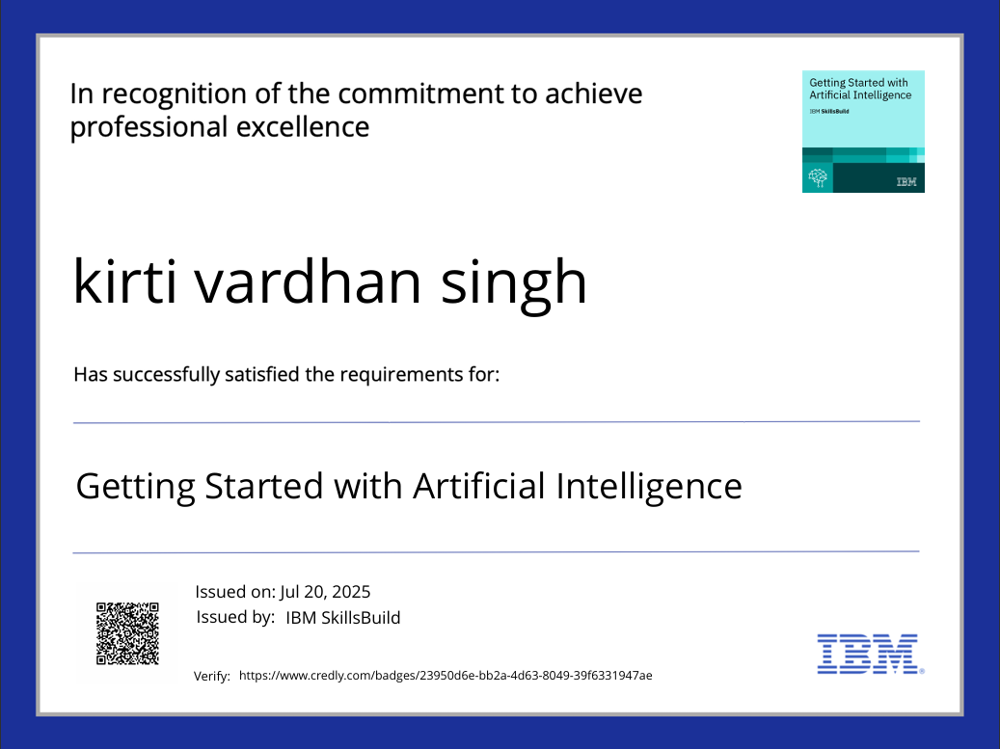 In recognition of the commitment to achieve
professional excellence
Getting Started with
Artificial Intelligence
IBM SkillsBuild
IBM
kirti vardhan singh
Has successfully satisfied the requirements for:
Getting Started with Artificial Intelligence
Issued on: Jul 20, 2025
Issued by: IBM SkillsBuild
Verify: https://www.credly.com/badges/23950d6e-bb2a-4d63-8049-39f6331947ae
IBM®